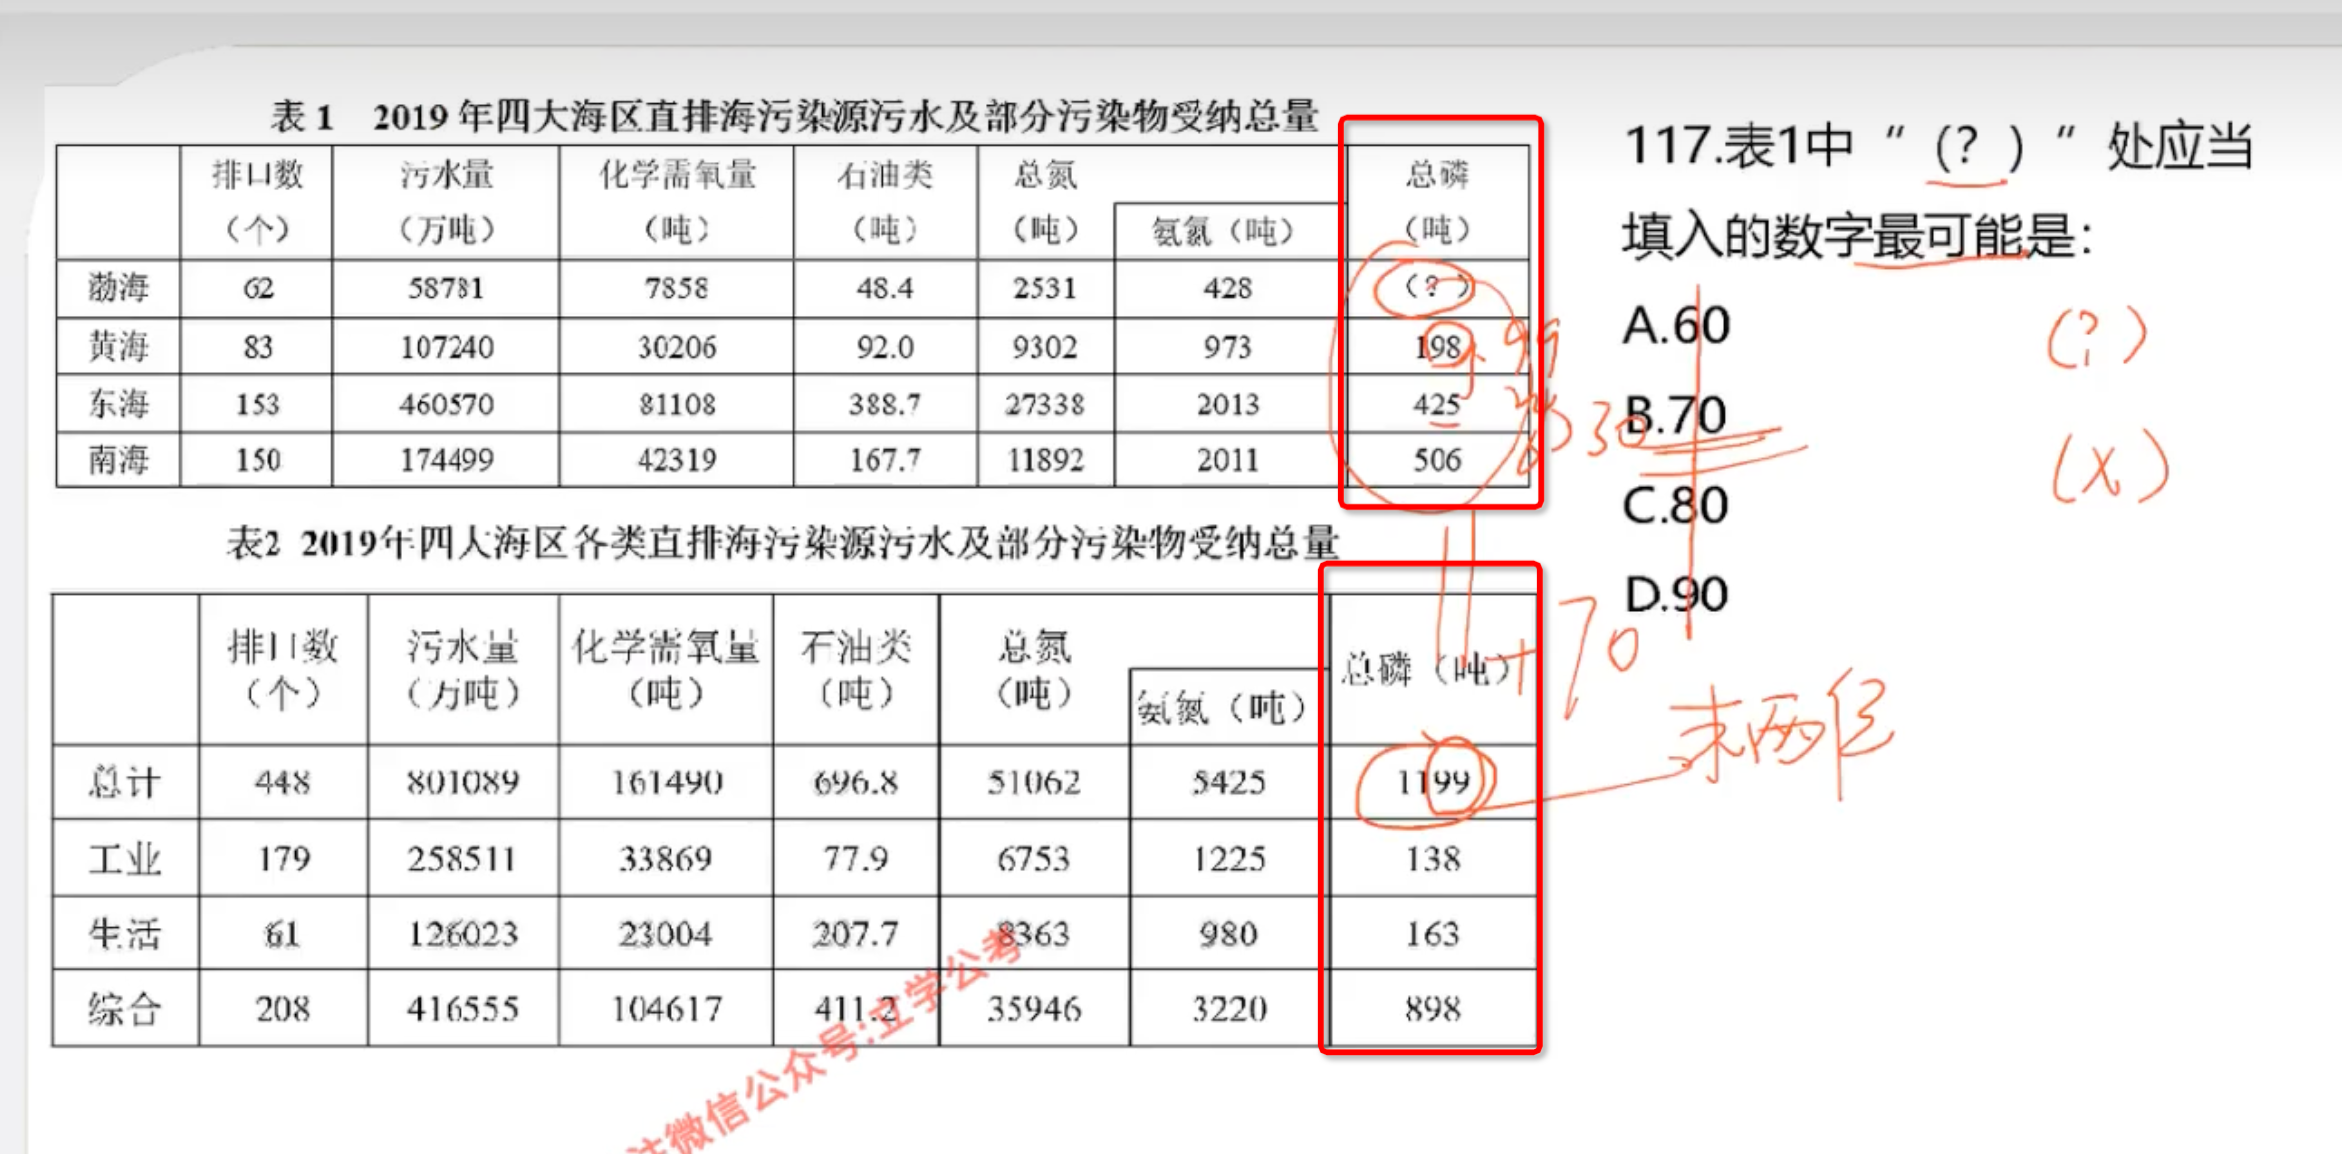 表1 2019年四大海区直排海污染源污水及部分污染物受纳总量
排口数（个） 污水量（万吨） 化学需氧量（吨） 石油类（吨） 总氮（吨） 氨氮（吨） 总磷（吨）
渤海 62 58781 7858 48.4 2531 428 （?）
黄海 83 107240 30206 92.0 9302 973 198
东海 153 460570 81108 388.7 27338 2013 425
南海 150 174499 42319 167.7 11892 2011 506
表2 2019年四大海区各类直排海污染源污水及部分污染物受纳总量
排口数（个） 污水量（万吨） 化学需氧量（吨） 石油类（吨） 总氮（吨） 氨氮（吨） 总磷（吨）
总计 448 801089 161490 696.8 51062 5425 1199
工业 179 258511 33869 77.9 6753 1225 138
生活 61 126023 23004 207.7 8363 980 163
综合 208 416555 104617 411.2 35946 3220 898
117.表1中“（?）”处应当
填入的数字最可能是：
A.60
B.70
C.80
D.90
(?)
(X)
99
30
+70
末两位
微信公众号:立学公考